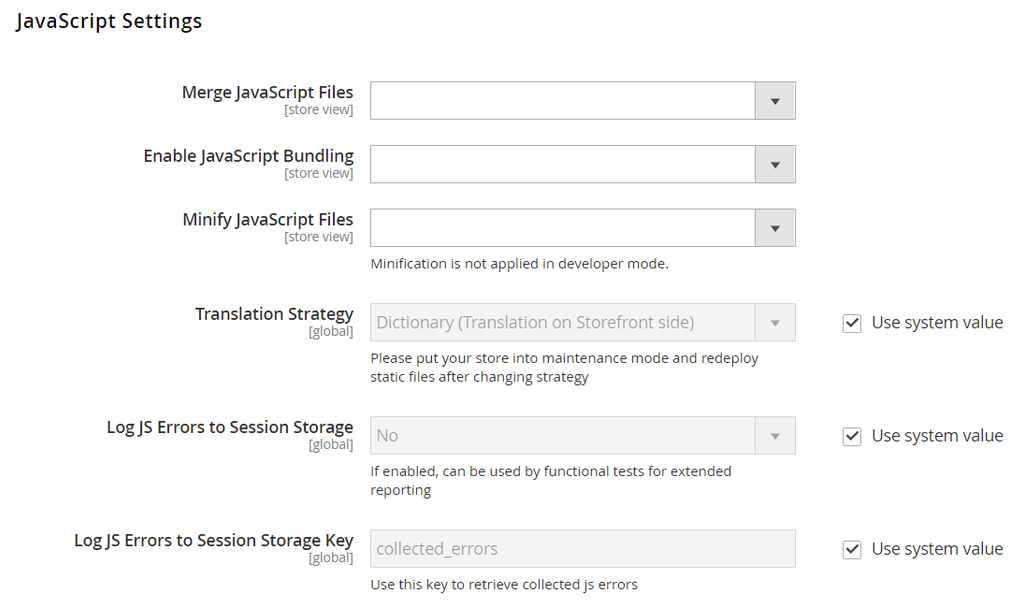 JavaScript Settings
Merge JavaScript Files
[store view]
Enable JavaScript Bundling
[store view]
Minify JavaScript Files
[store view]
Minification is not applied in developer mode.
Translation Strategy
[global]
Dictionary (Translation on Storefront side)
Use system value
Please put your store into maintenance mode and redeploy
static files after changing strategy
Log JS Errors to Session Storage
[global]
No
Use system value
If enabled, can be used by functional tests for extended
reporting
Log JS Errors to Session Storage Key
[global]
collected_errors
Use system value
Use this key to retrieve collected js errors